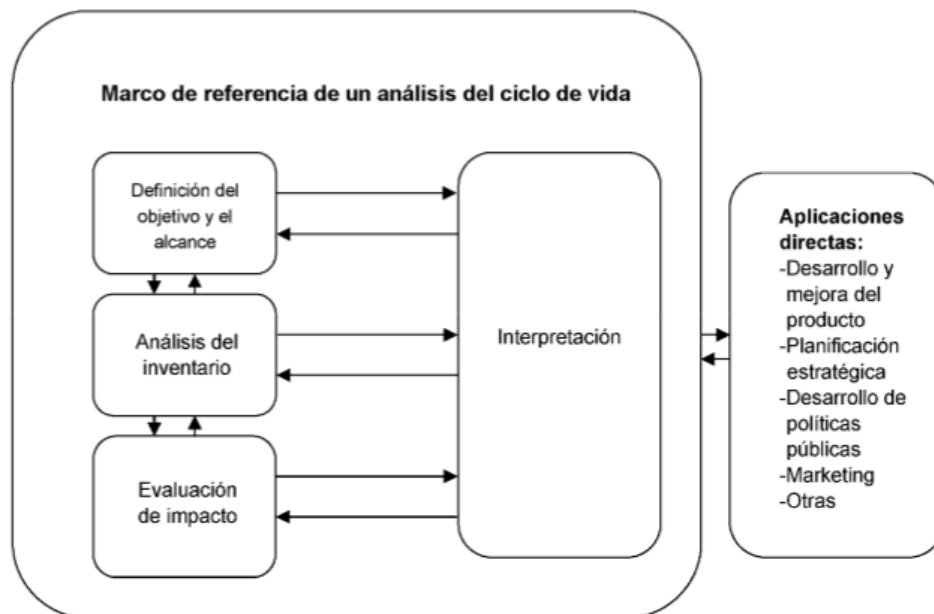 Marco de referencia de un análisis del ciclo de vida
Definición del
objetivo y el
alcance
Análisis del
inventario
Evaluación
de impacto
Interpretación
Aplicaciones
directas:
-Desarrollo y
mejora del
producto
-Planificación
estratégica
-Desarrollo de
políticas
públicas
-Marketing
-Otras